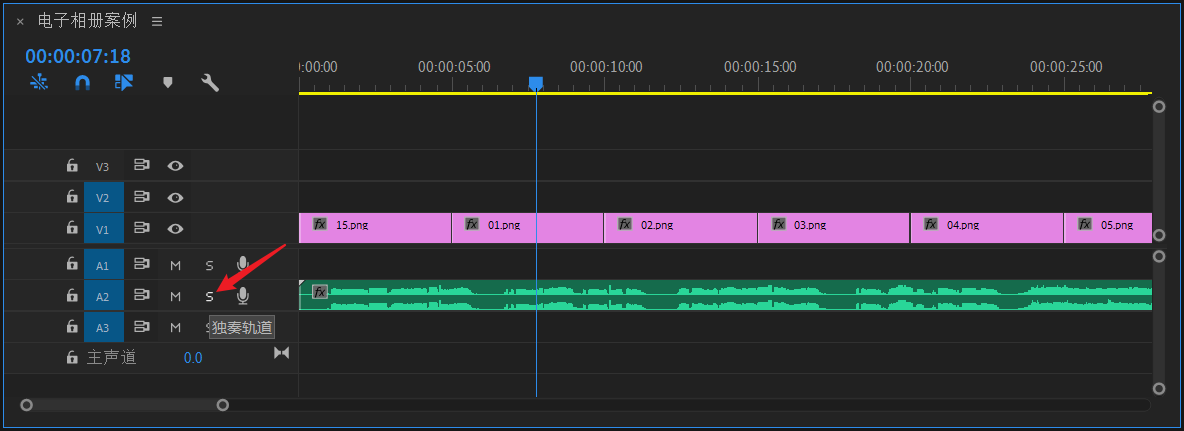 × 电子相册案例 ≡
00:00:07:18
:00:00 00:00:05:00 00:00:10:00 00:00:15:00 00:00:20:00 00:00:25:00
V3
V2
V1 fx 15.png fx 01.png fx 02.png fx 03.png fx 04.png fx 05.png
A1 M S
A2 M S fx
A3 M S 独奏轨道
主声道 0.0